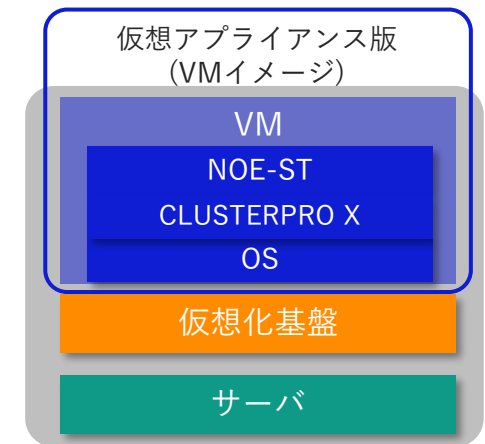 仮想アプライアンス版
(VMイメージ)
VM
NOE-ST
CLUSTERPRO X
OS
仮想化基盤
サーバ